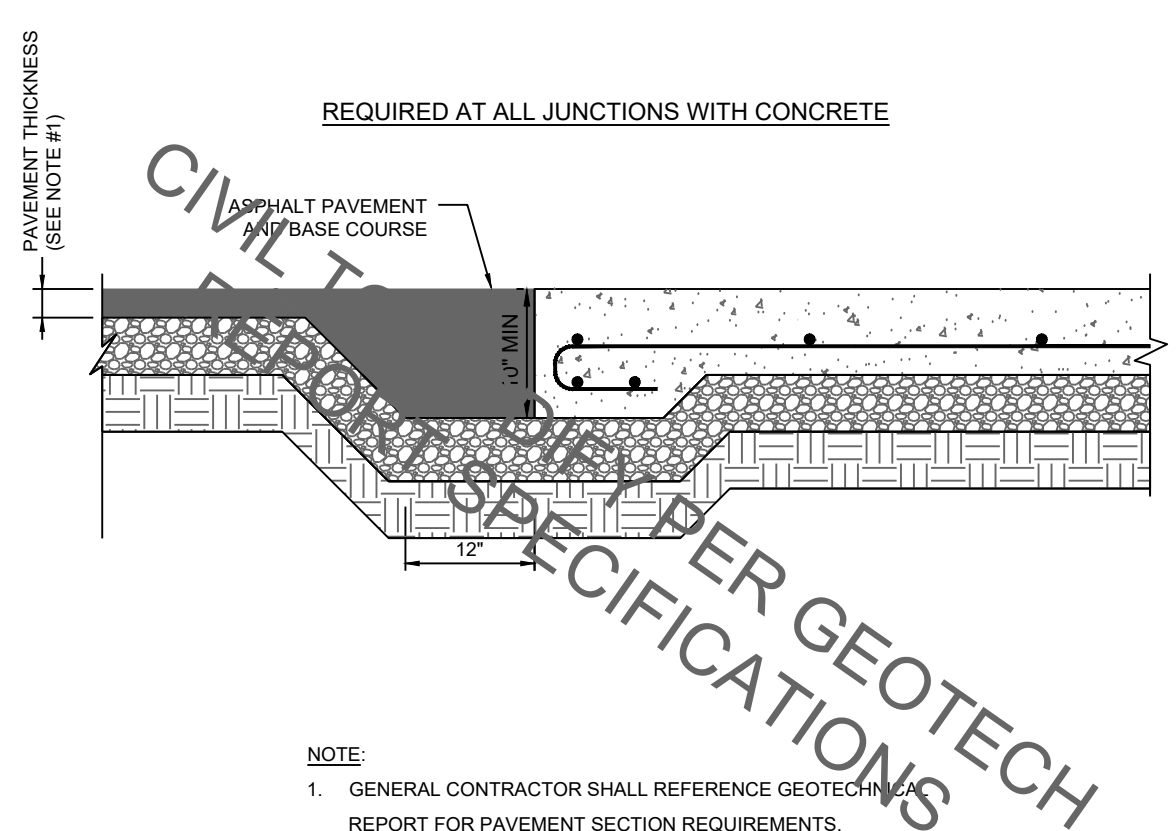 PAVEMENT THICKNESS
(SEE NOTE #1)
REQUIRED AT ALL JUNCTIONS WITH CONCRETE
ASPHALT PAVEMENT
AND BASE COURSE
10" MIN
12"
CIVIL TO MODIFY PER GEOTECH
REPORT SPECIFICATIONS
NOTE:
1. GENERAL CONTRACTOR SHALL REFERENCE GEOTECHNICAL
REPORT FOR PAVEMENT SECTION REQUIREMENTS.